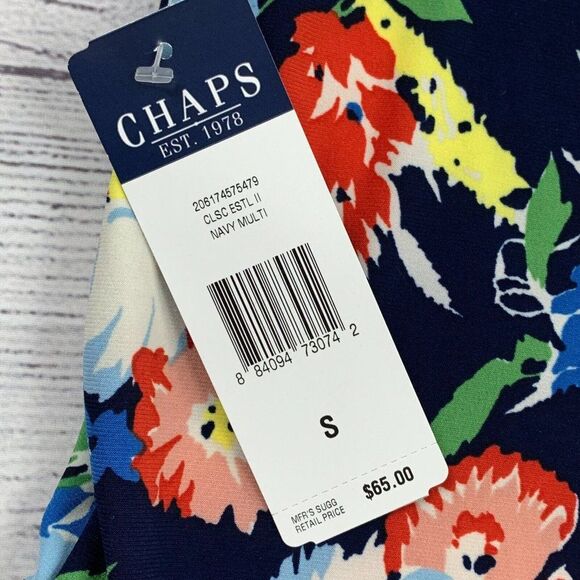 CHAPS
EST. 1978
206174575479
CLSC ESTL II
NAVY MULTI
8 84094 73074 2
S
MFR'S SUGG
RETAIL PRICE
$65.00